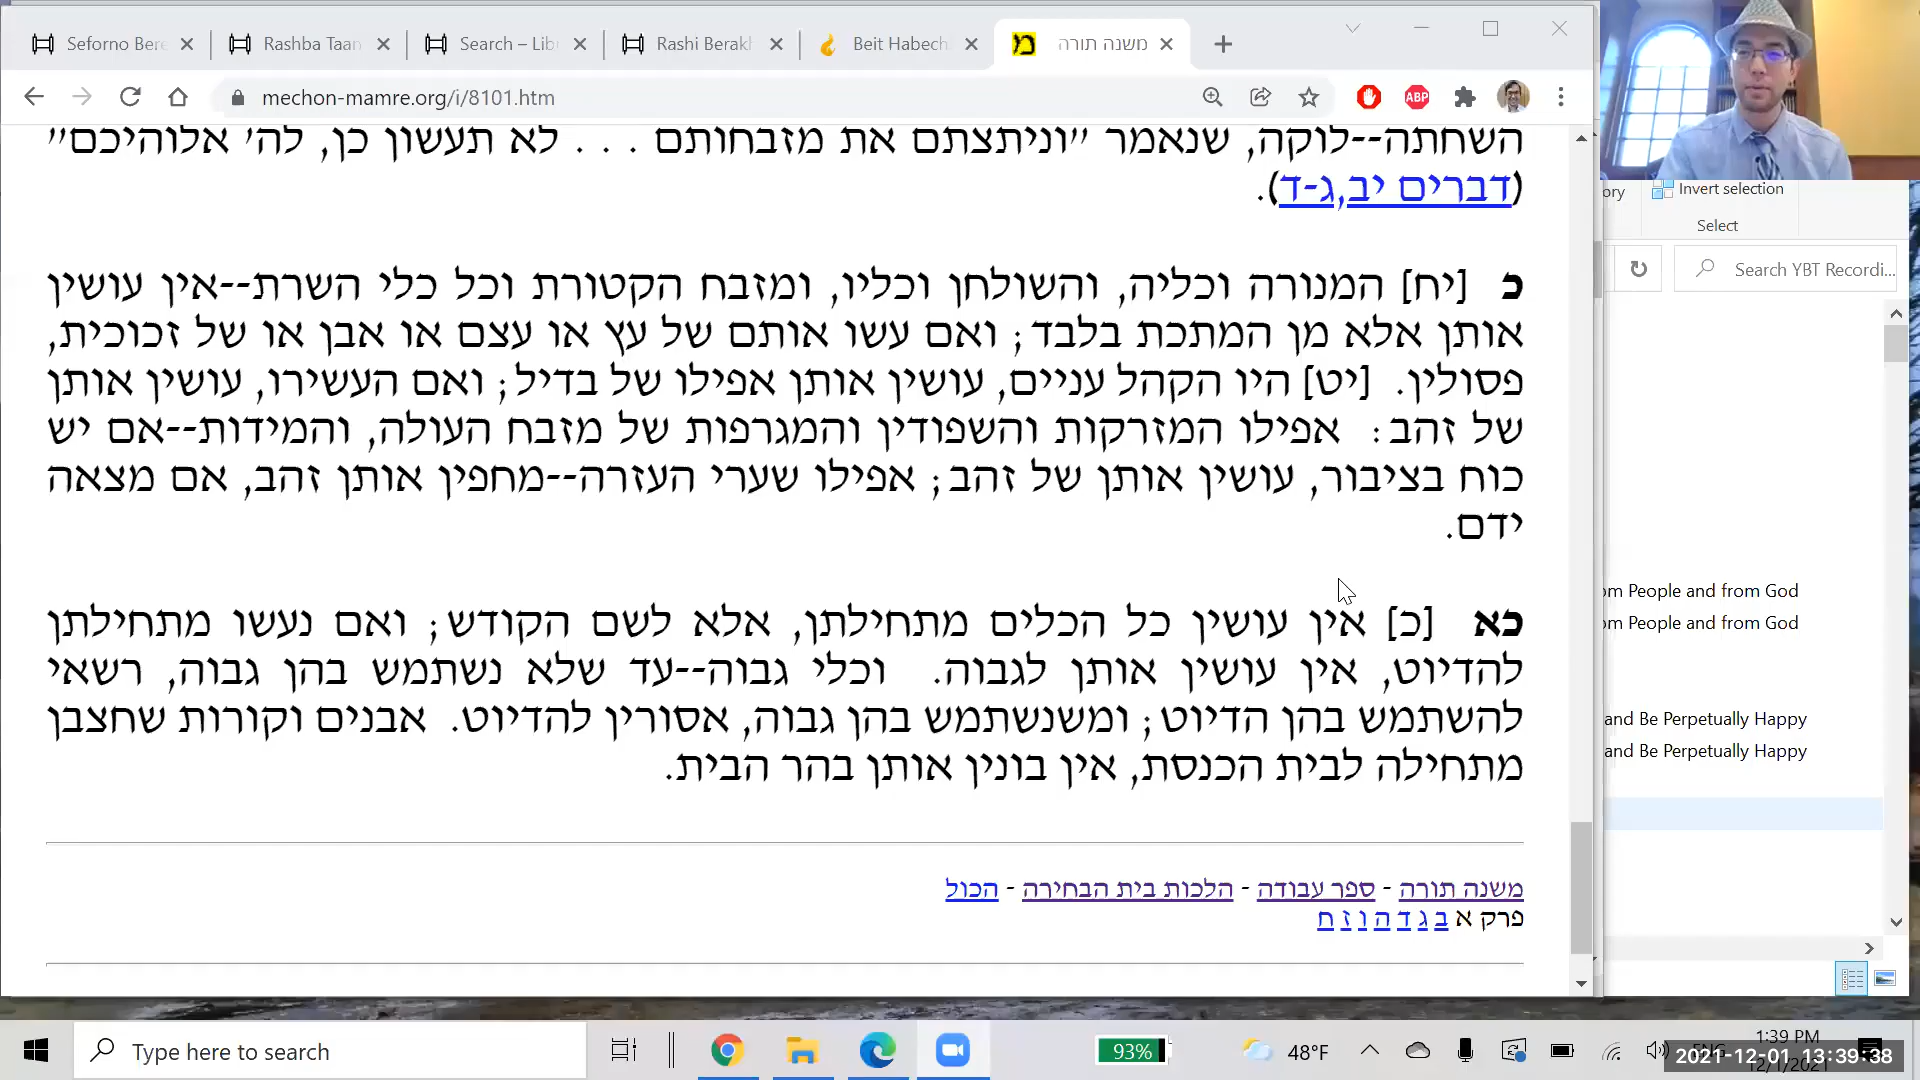 Seforno Bere
Rashba Taan
Search – Lib
Rashi Berakh
Beit Habech
משנה תורה
mechon-mamre.org/i/8101.htm
ABP
השחתה--לוקה, שנאמר "וניתצתם את מזבחותם . . . לא תעשון כן, לה' אלוהיכם"
(דברים יב,ג-ד).
כ [יח] המנורה וכליה, והשולחן וכליו, ומזבח הקטורת וכל כלי השרת--אין עושין
אותן אלא מן המתכת בלבד; ואם עשו אותם של עץ או עצם או אבן או של זכוכית,
פסולין. [יט] היו הקהל עניים, עושין אותן אפילו של בדיל; ואם העשירו, עושין אותן
של זהב: אפילו המזרקות והשפודין והמגרפות של מזבח העולה, והמידות--אם יש
כוח בציבור, עושין אותן של זהב; אפילו שערי העזרה--מחפין אותן זהב, אם מצאה
ידם.
כא [כ] אין עושין כל הכלים מתחילתן, אלא לשם הקודש; ואם נעשו מתחילתן
להדיוט, אין עושין אותן לגבוה. וכלי גבוה--עד שלא נשתמש בהן גבוה, רשאי
להשתמש בהן הדיוט; ומשנשתמש בהן גבוה, אסורין להדיוט. אבנים וקורות שחצבן
מתחילה לבית הכנסת, אין בונין אותן בהר הבית.
משנה תורה - ספר עבודה - הלכות בית הבחירה - הכול
פרק א ב ג ד ה ו ז ח
ory
Invert selection
Select
Search YBT Recordi...
om People and from God
om People and from God
and Be Perpetually Happy
and Be Perpetually Happy
Type here to search
93%
48°F
1:39 PM
2021-12-01 13:39:38